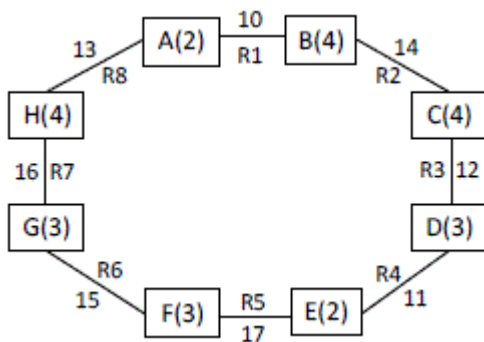 10
13 A(2) B(4) 14
R8 R1 R2
H(4) C(4)
16 R7 R3 12
G(3) D(3)
R6 R4
15 F(3) R5 E(2) 11
17